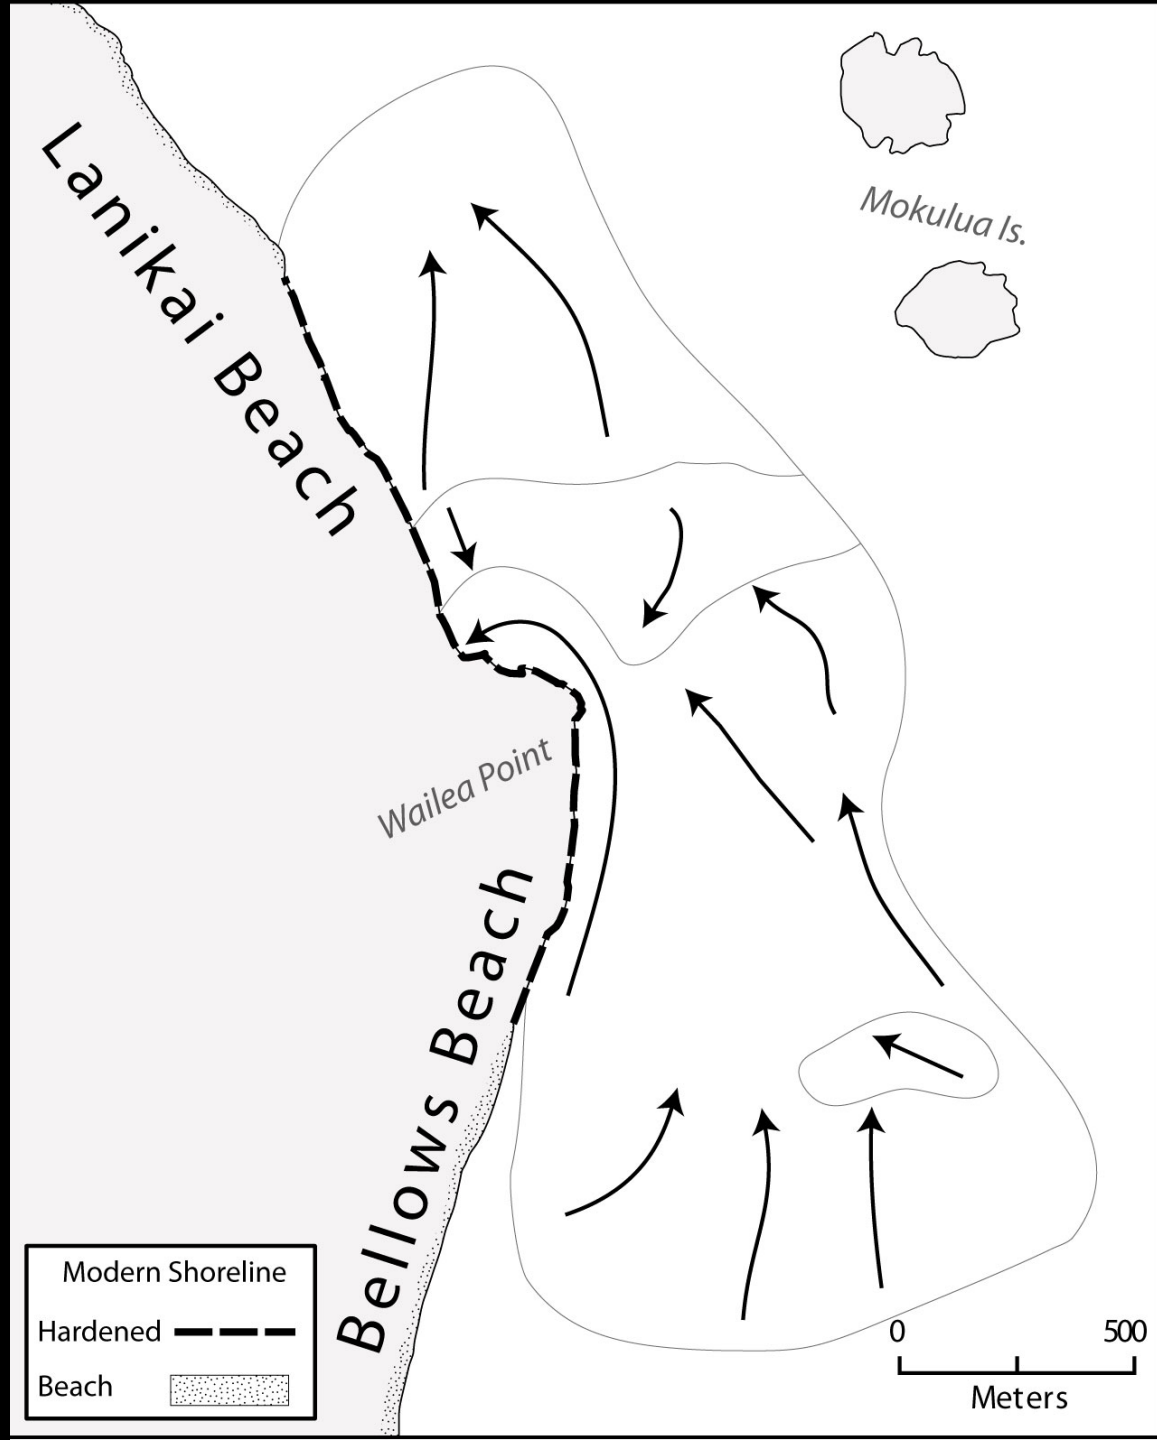 Lanikai Beach
Mokulua Is.
Wailea Point
Bellows Beach
Modern Shoreline
Hardened
Beach
0 500
Meters